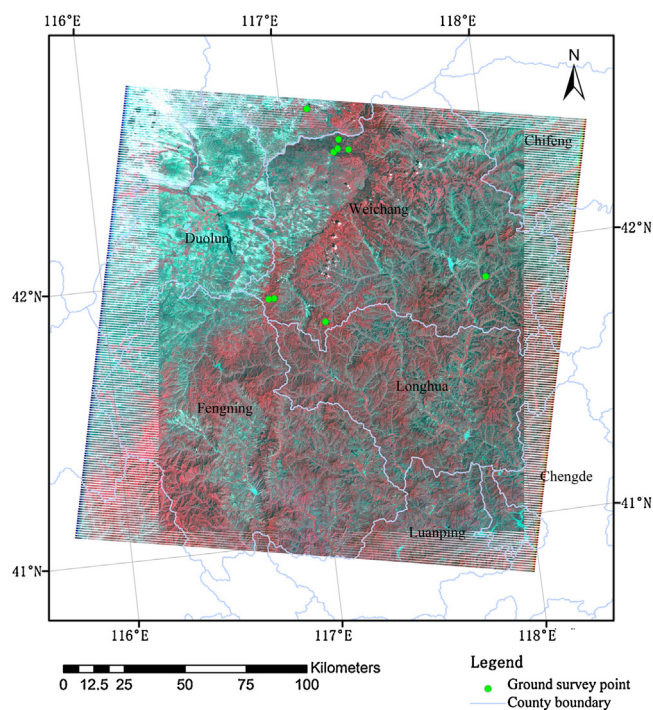 116°E 117°E 118°E
N
Chifeng
Weichang
42°N
Duolun
42°N
Longhua
Fengning
Chengde
41°N
Luanping
41°N
116°E 117°E 118°E
Legend
Kilometers
Ground survey point
0 12.5 25 50 75 100
County boundary